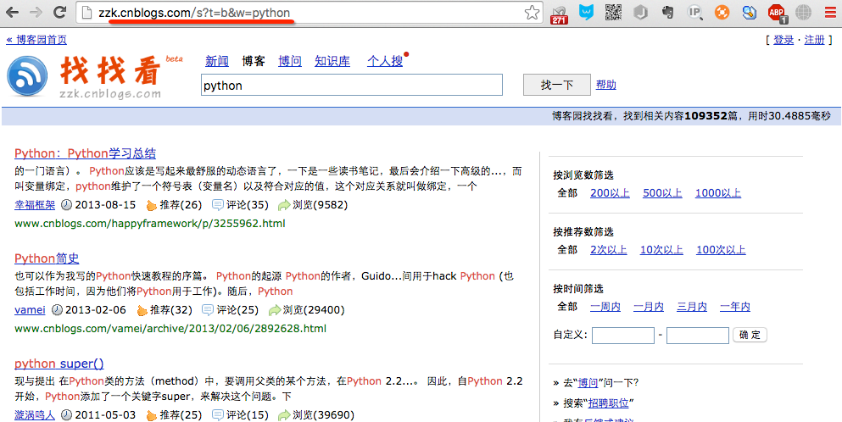 zzk.cnblogs.com/s?t=b&w=python
271
ABP
1
« 博客园首页
[ 登录 · 注册 ]
找找看 beta
zzk.cnblogs.com
新闻 博客 博问 知识库 个人搜
python
找一下 帮助
博客园找找看，找到相关内容109352篇，用时30.4885毫秒
Python：Python学习总结
的一门语言）。 Python应该是写起来最舒服的动态语言了，一下是一些读书笔记，最后会介绍一下高级的...，而
叫变量绑定，python维护了一个符号表（变量名）以及符合对应的值，这个对应关系就叫做绑定，一个
幸福框架 2013-08-15 推荐(26) 评论(35) 浏览(9582)
www.cnblogs.com/happyframework/p/3255962.html
Python简史
也可以作为我写的Python快速教程的序篇。 Python的起源 Python的作者，Guido...间用于hack Python (也
包括工作时间，因为他们将Python用于工作)。随后，Python
vamei 2013-02-06 推荐(32) 评论(25) 浏览(29400)
www.cnblogs.com/vamei/archive/2013/02/06/2892628.html
python super()
现与提出 在Python类的方法（method）中，要调用父类的某个方法，在Python 2.2...。 因此，自Python 2.2
开始，Python添加了一个关键字super，来解决这个问题。下
漩涡鸣人 2011-05-03 推荐(25) 评论(15) 浏览(39690)
按浏览数筛选
全部 200以上 500以上 1000以上
按推荐数筛选
全部 2次以上 10次以上 100次以上
按时间筛选
全部 一周内 一月内 三月内 一年内
自定义: - 确 定
» 去“博问”问一下?
» 搜索“招聘职位”